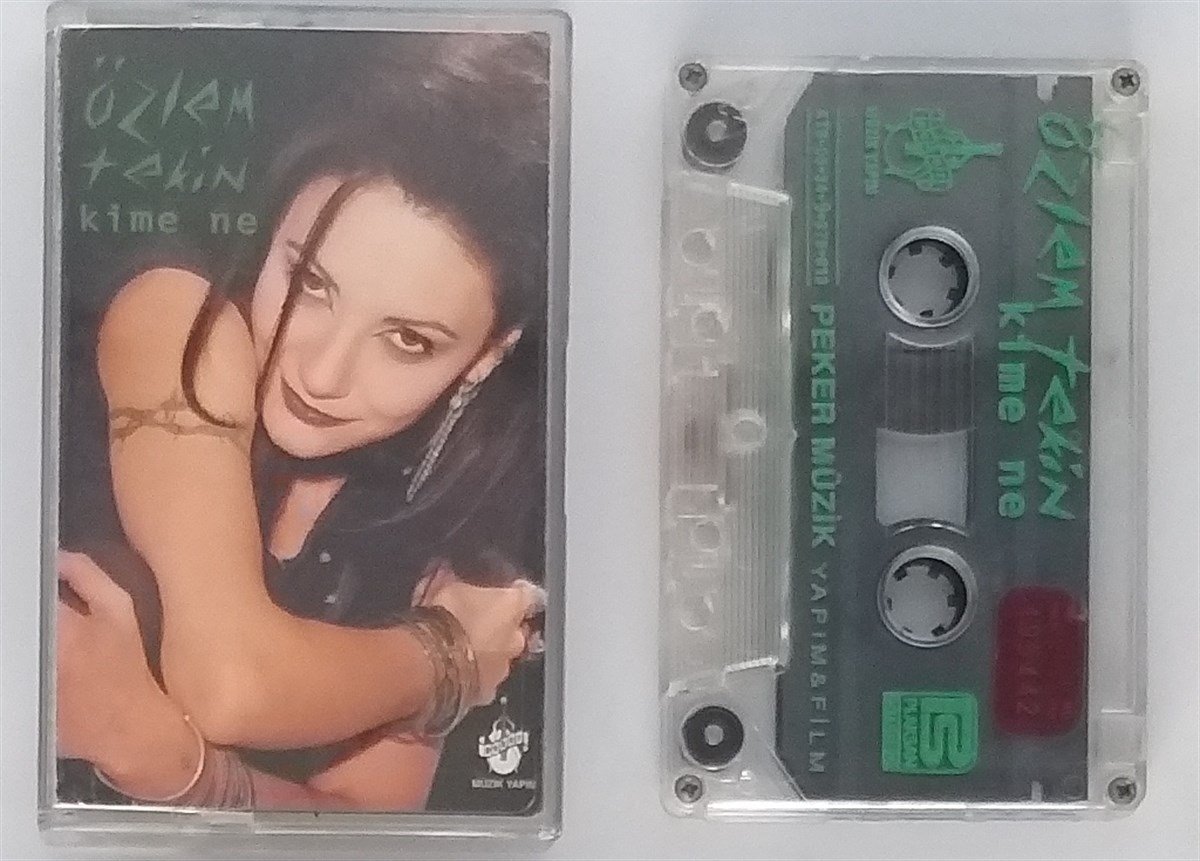 özlem
tekin
kime ne
MÜZİK YAPIM
özlem tekin
kime ne
PEKER MÜZİK YAPIM & FİLM